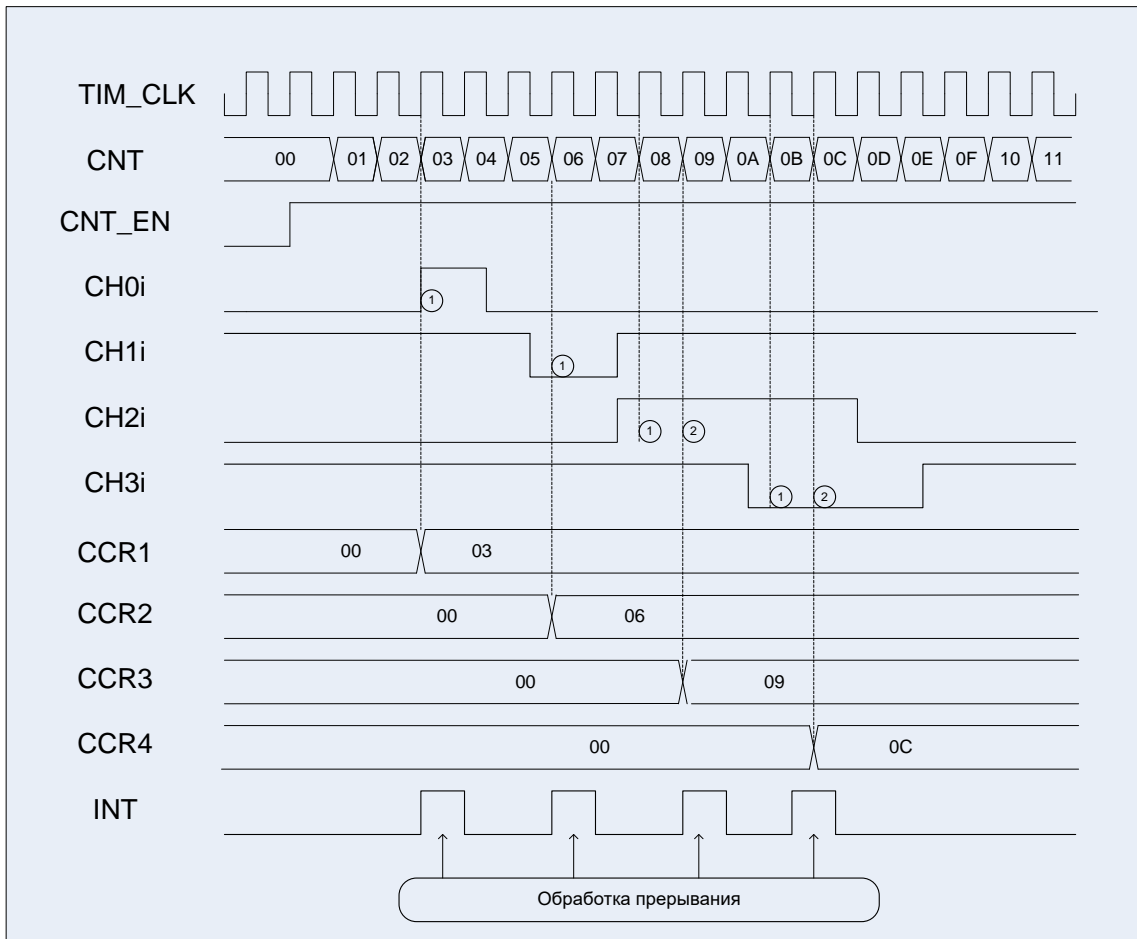 TIM_CLK
CNT 00 01 02 03 04 05 06 07 08 09 0A 0B 0C 0D 0E 0F 10 11
CNT_EN
CH0i 1
CH1i 1
CH2i 1 2
CH3i 1 2
CCR1 00 03
CCR2 00 06
CCR3 00 09
CCR4 00 0C
INT
Обработка прерывания